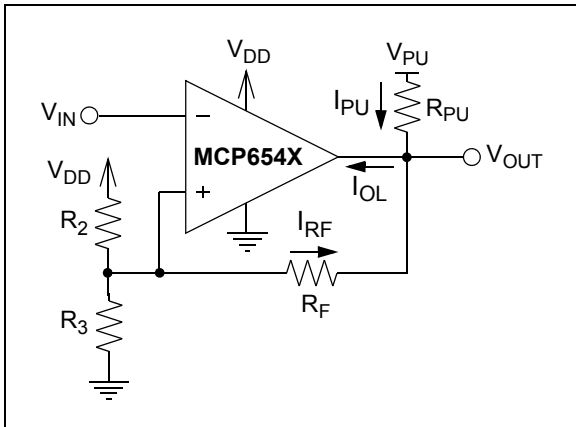 V_PU
V_DD
I_PU
R_PU
V_IN
−
MCP654X
V_OUT
V_DD
+
I_OL
R_2
I_RF
R_F
R_3